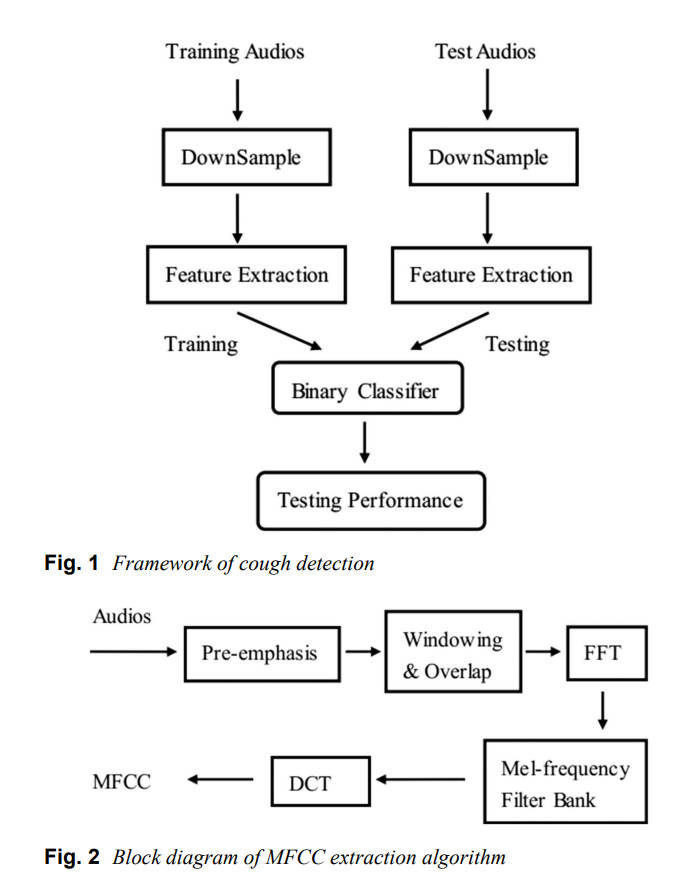 Training Audios
Test Audios
DownSample
DownSample
Feature Extraction
Feature Extraction
Training
Testing
Binary Classifier
Testing Performance
Fig. 1 Framework of cough detection
Audios
Pre-emphasis
Windowing
& Overlap
FFT
Mel-frequency
Filter Bank
DCT
MFCC
Fig. 2 Block diagram of MFCC extraction algorithm